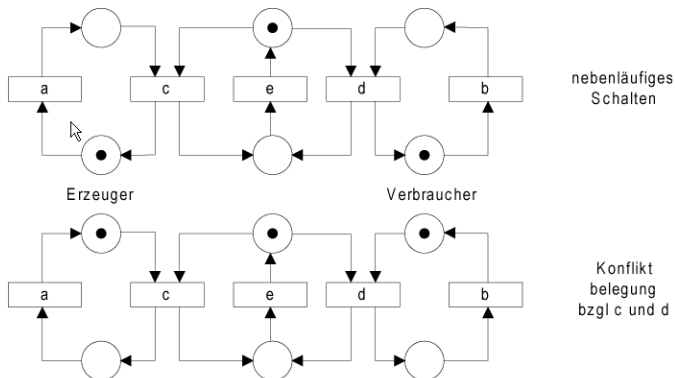 a c e d b
nebenläufiges
Schalten
Erzeuger Verbraucher
a c e d b
Konflikt
belegung
bzgl c und d